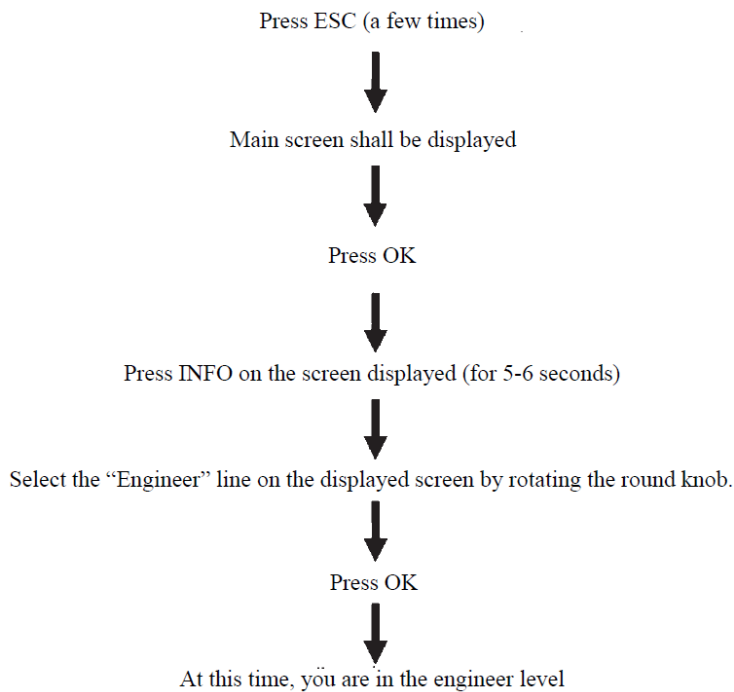 Press ESC (a few times)
Main screen shall be displayed
Press OK
Press INFO on the screen displayed (for 5-6 seconds)
Select the “Engineer” line on the displayed screen by rotating the round knob.
Press OK
At this time, you are in the engineer level